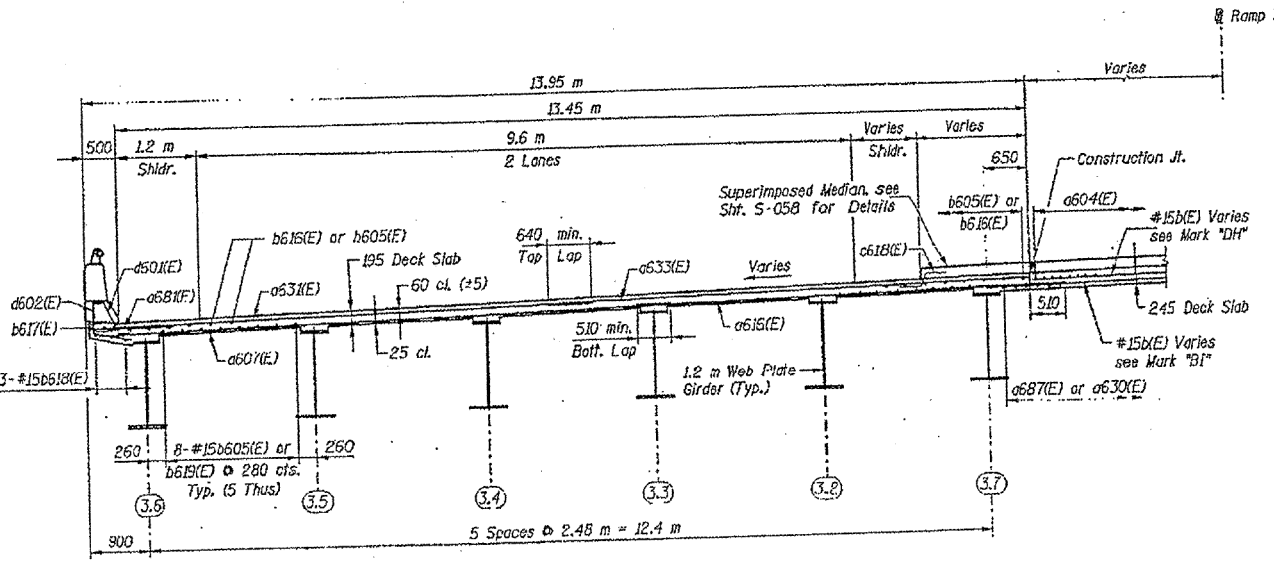 Ramp
13.95 m
Varies
13.45 m
500
1.2 m
Shldr.
9.6 m
2 Lanes
Varies
Shldr.
Varies
650
Construction Jt.
Superimposed Median, see
Sht. S-058 for Details
b605(E) or
b616(E)
a604(E)
#15b(E) Varies
see Mark "DH"
b616(E) or b605(E)
640 min.
Top Lap
195 Deck Slab
60 cl. (±5)
a633(E)
Varies
a618(E)
d501(E)
a681(E)
a631(E)
d602(E)
b617(E)
a607(E)
25 cl.
510 min.
Bott. Lap
a616(E)
510
245 Deck Slab
#15b(E) Varies
see Mark "BI"
3-#15b618(E)
1.2 m Web Plate
Girder (Typ.)
a687(E) or a630(E)
260
8-#15b605(E) or
b619(E) @ 280 cts.
Typ. (5 Thus)
260
3.6
3.5
3.4
3.3
3.2
3.7
900
5 Spaces @ 2.48 m = 12.4 m